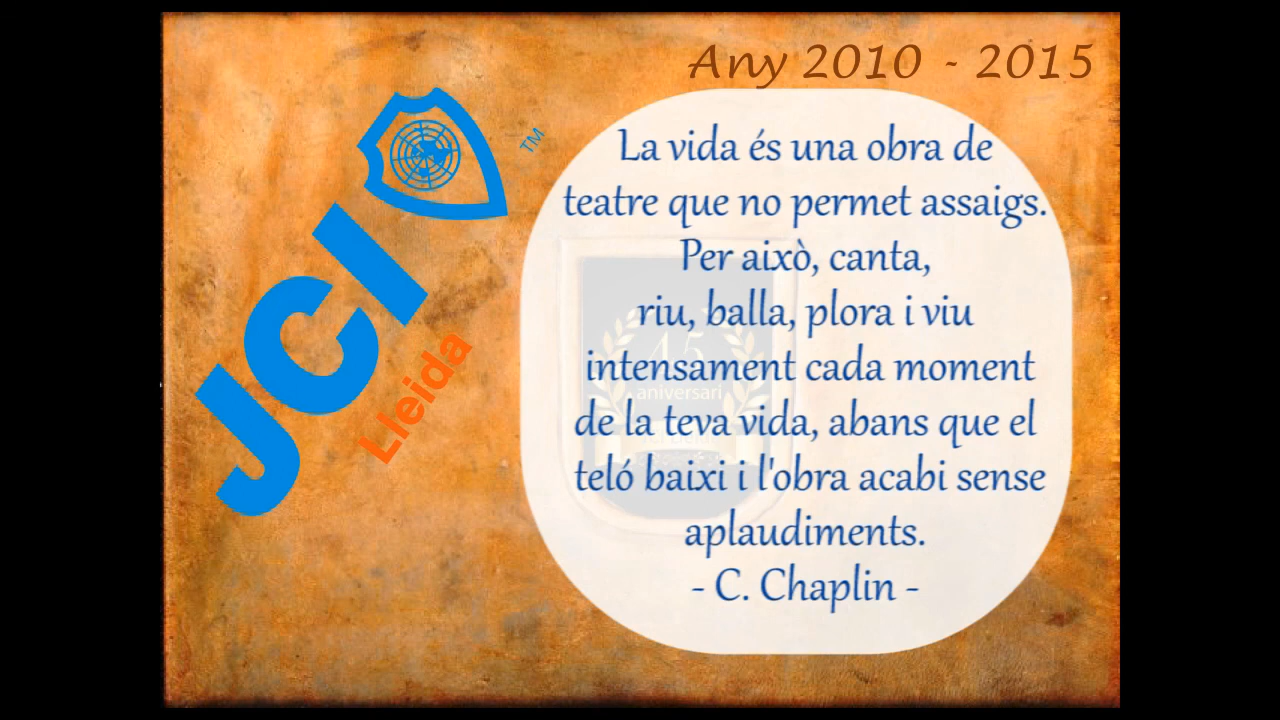 Any 2010 - 2015
JCI
TM
Lleida
La vida és una obra de
teatre que no permet assaigs.
Per això, canta,
riu, balla, plora i viu
intensament cada moment
de la teva vida, abans que el
teló baixi i l'obra acabi sense
aplaudiments.
- C. Chaplin -
45
aniversari